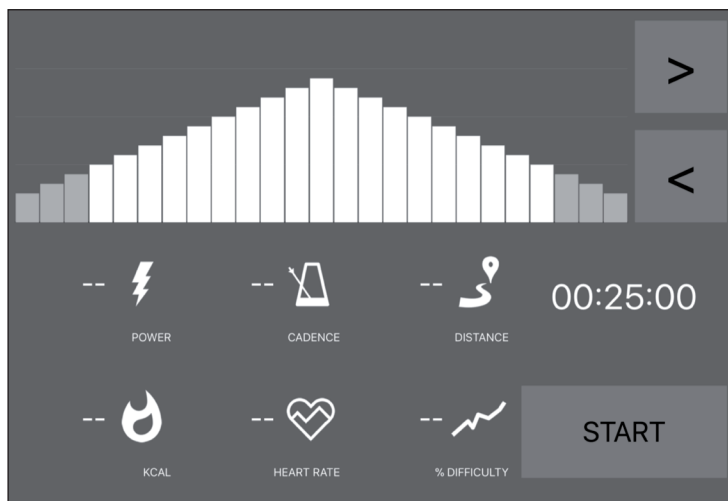 >
<
-- -- -- 00:25:00
POWER CADENCE DISTANCE
-- -- -- START
KCAL HEART RATE % DIFFICULTY